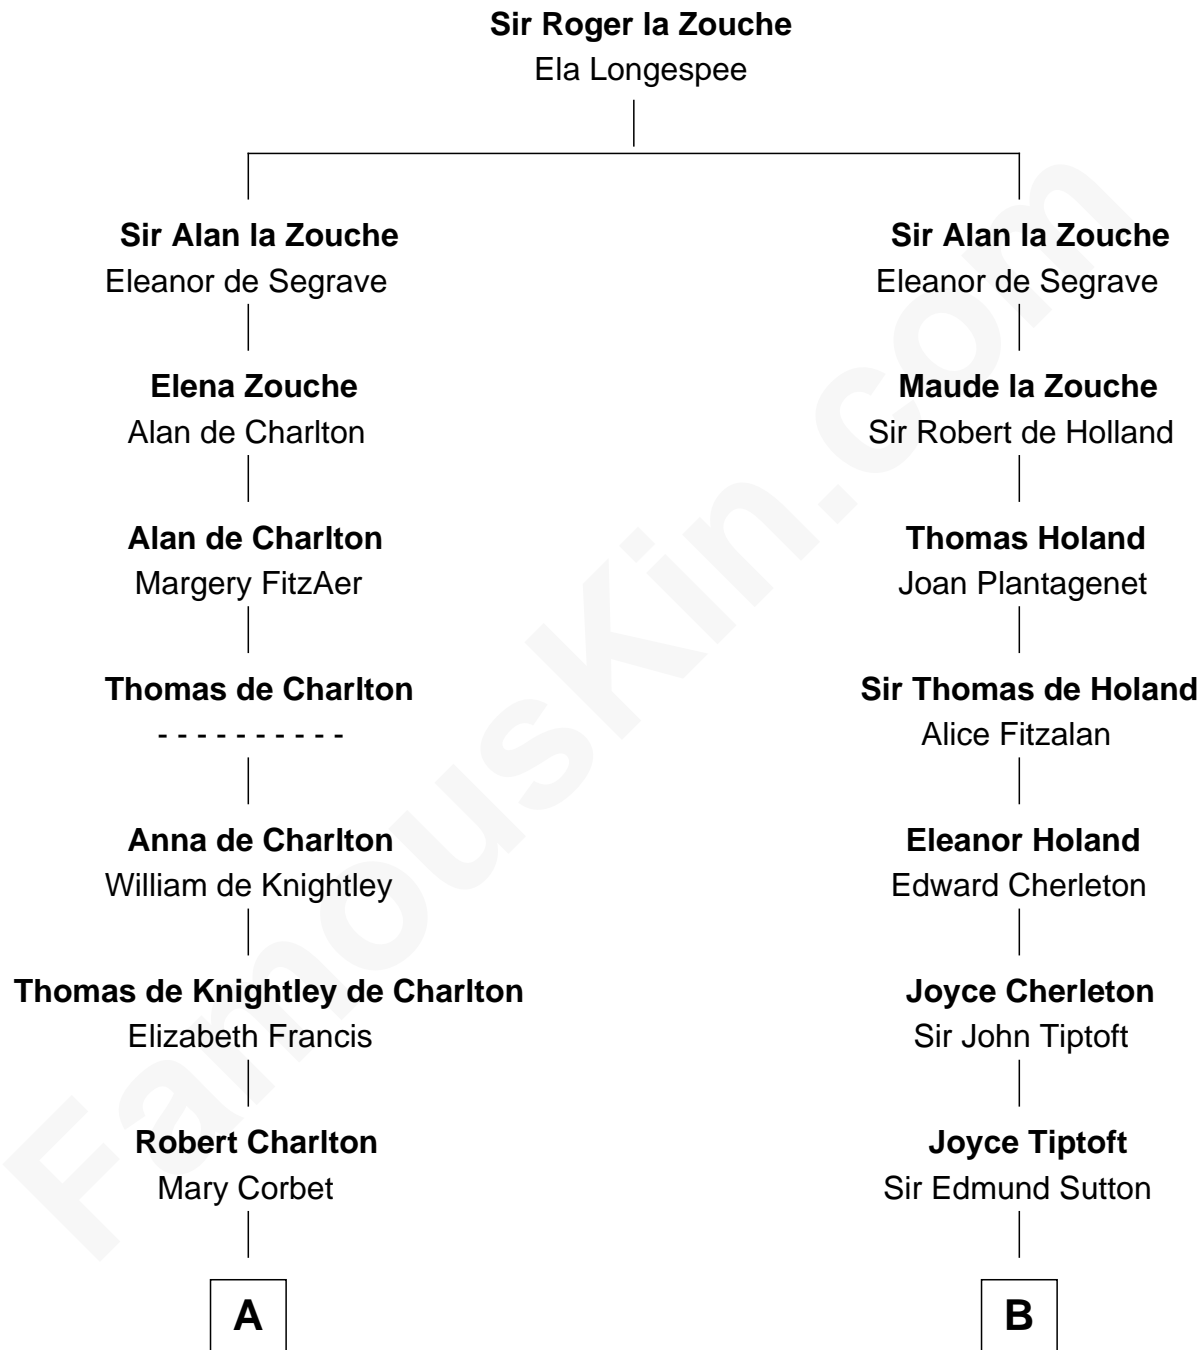 Sir Roger la Zouche
Ela Longespee
Sir Alan la Zouche
Eleanor de Segrave
Elena Zouche
Alan de Charlton
Alan de Charlton
Margery FitzAer
Thomas de Charlton
- - - - - - - - - -
Anna de Charlton
William de Knightley
Thomas de Knightley de Charlton
Elizabeth Francis
Robert Charlton
Mary Corbet
A
Sir Alan la Zouche
Eleanor de Segrave
Maude la Zouche
Sir Robert de Holland
Thomas Holand
Joan Plantagenet
Sir Thomas de Holand
Alice Fitzalan
Eleanor Holand
Edward Cherleton
Joyce Cherleton
Sir John Tiptoft
Joyce Tiptoft
Sir Edmund Sutton
B
FamousKin.com